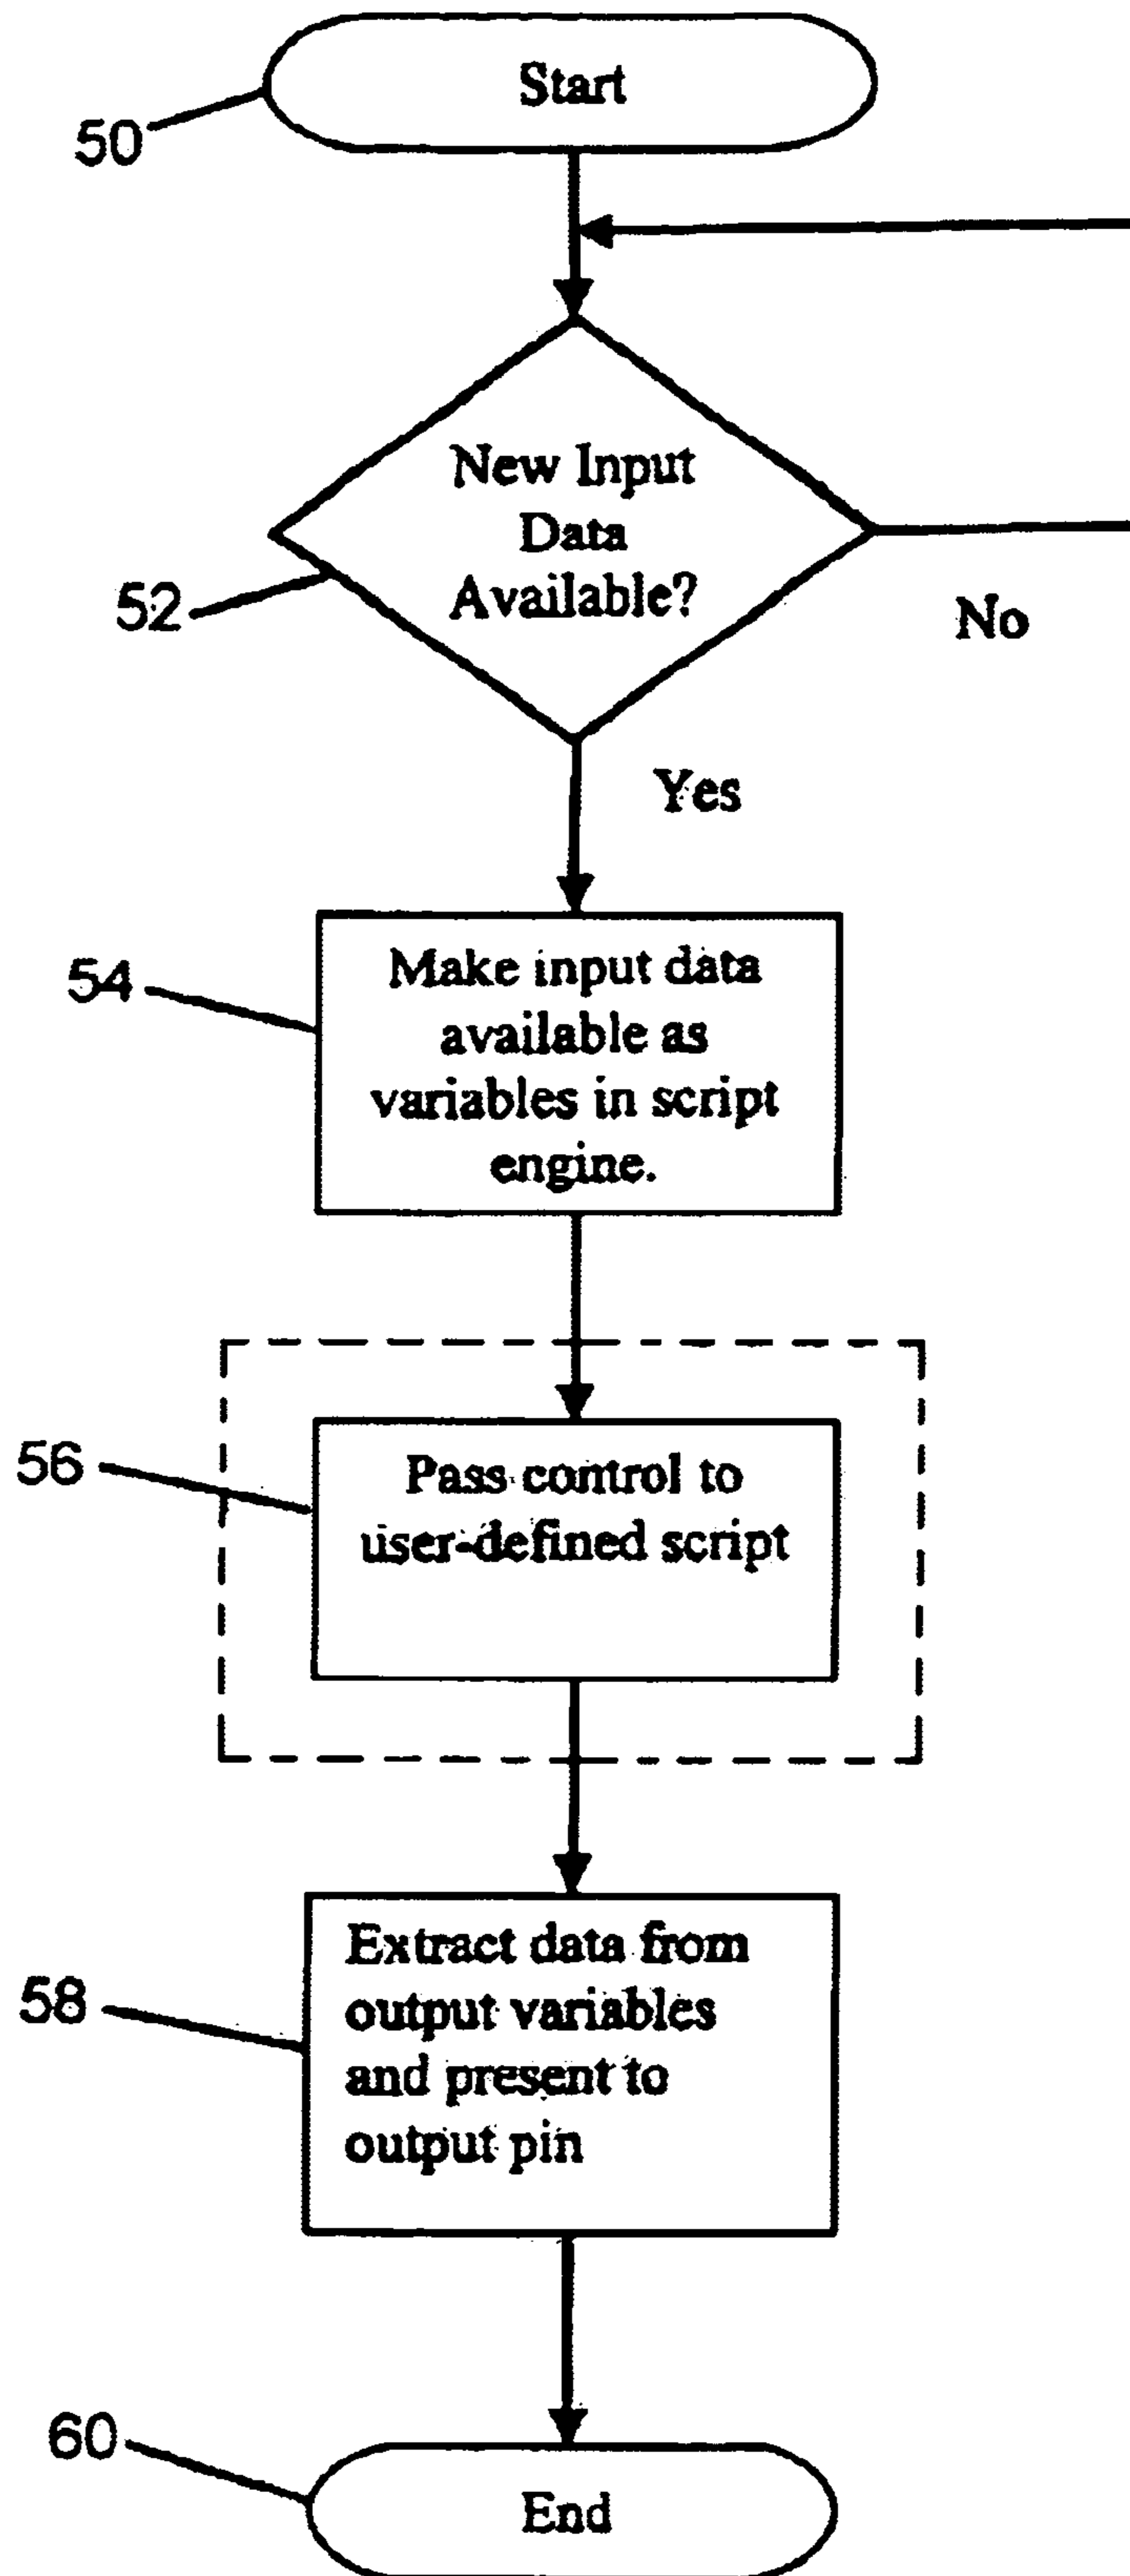 Start
50
New Input
Data
Available?
52
No
Yes
54
Make input data
available as
variables in script
engine.
56
Pass control to
user-defined script
58
Extract data from
output variables
and present to
output pin
60
End